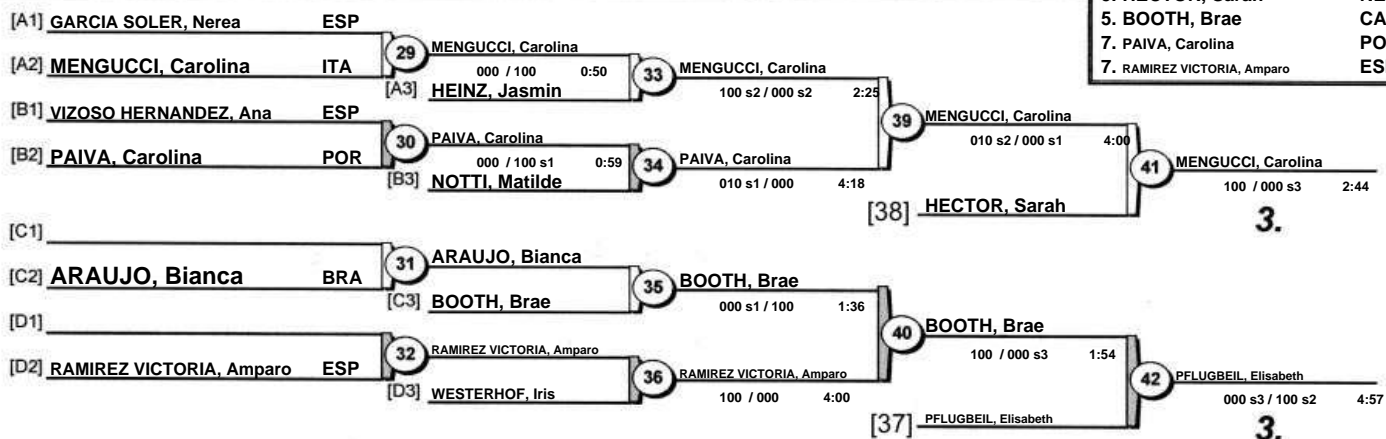 HECTOR, Sarah
5. BOOTH, Brae CA
7. PAIVA, Carolina PO
7. RAMIREZ VICTORIA, Amparo ES
[A1] GARCIA SOLER, Nerea ESP
[A2] MENGUCCI, Carolina ITA
29
MENGUCCI, Carolina
000 / 100 0:50
[A3] HEINZ, Jasmin
33
MENGUCCI, Carolina
100 s2 / 000 s2 2:25
[B1] VIZOSO HERNANDEZ, Ana ESP
[B2] PAIVA, Carolina POR
30
PAIVA, Carolina
000 / 100 s1 0:59
[B3] NOTTI, Matilde
34
PAIVA, Carolina
010 s1 / 000 4:18
39
MENGUCCI, Carolina
010 s2 / 000 s1 4:00
[38] HECTOR, Sarah
41
MENGUCCI, Carolina
100 / 000 s3 2:44
3.
[C1]
[C2] ARAUJO, Bianca BRA
31
ARAUJO, Bianca
[C3] BOOTH, Brae
35
BOOTH, Brae
000 s1 / 100 1:36
[D1]
[D2] RAMIREZ VICTORIA, Amparo ESP
32
RAMIREZ VICTORIA, Amparo
[D3] WESTERHOF, Iris
36
RAMIREZ VICTORIA, Amparo
100 / 000 4:00
40
BOOTH, Brae
100 / 000 s3 1:54
[37] PFLUGBEIL, Elisabeth
42
PFLUGBEIL, Elisabeth
000 s3 / 100 s2 4:57
3.